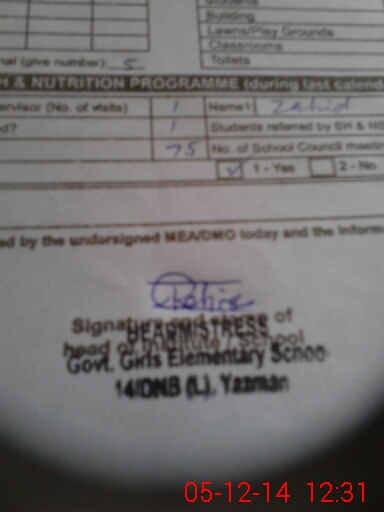 Students
Building
Lawns/Play Grounds
Classrooms
Toilets
nal (give number): 5
H & NUTRITION PROGRAMME (during last calend
ervisor (No. of visits) 1 Name1 Zahid
d? 1 Students referred by SH & NS
75 No. of School Council meetin
1 - Yes 2 - No
ed by the undersigned MEA/DMO today and the inform
Signature and stamp of
head of Institute / School
HEADMISTRESS
Govt. Girls Elementary Schoo
14/DNB (L), Yazman
05-12-14 12:31